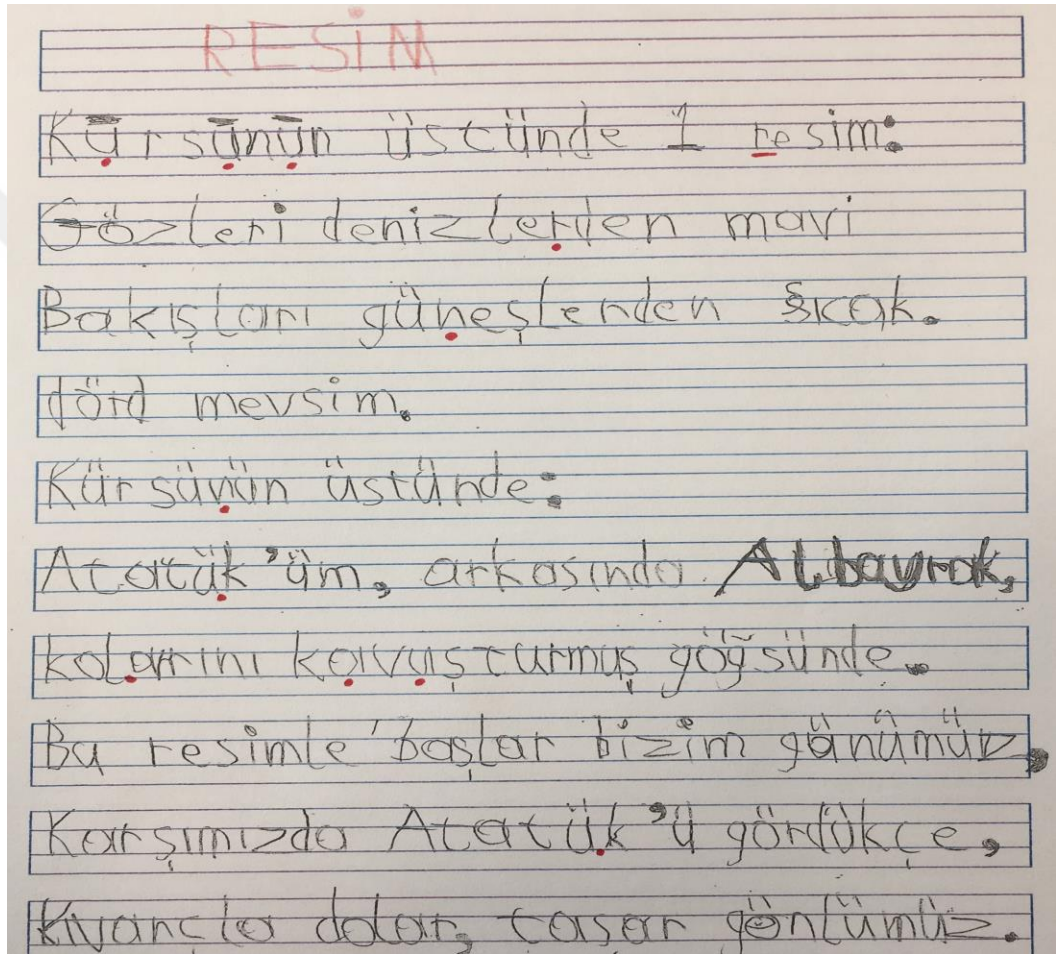 RESİM
Kürsünün üstünde 1 resim:
Gözleri denizlerden mavi
Bakışları güneşlerden sıcak.
dörd mevsim.
Kürsünün üstünde:
Atatük'üm, arkasında Albayrak,
kolarını kavuşturmuş göğsünde.
Bu resimle başlar bizim günümüz,
Karşımızda Atatük'ü gördükçe,
Kıvançla dolar, taşar gönlümüz.